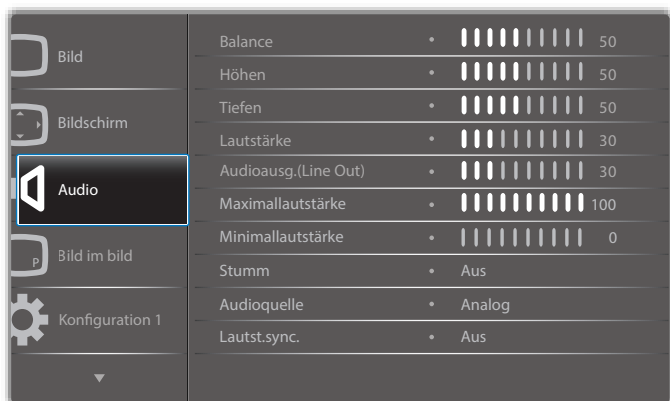 Bild
Bildschirm
Audio
P
Bild im bild
Konfiguration 1
Balance • 50
Höhen • 50
Tiefen • 50
Lautstärke • 30
Audioausg.(Line Out) • 30
Maximallautstärke • 100
Minimallautstärke • 0
Stumm • Aus
Audioquelle • Analog
Lautst.sync. • Aus